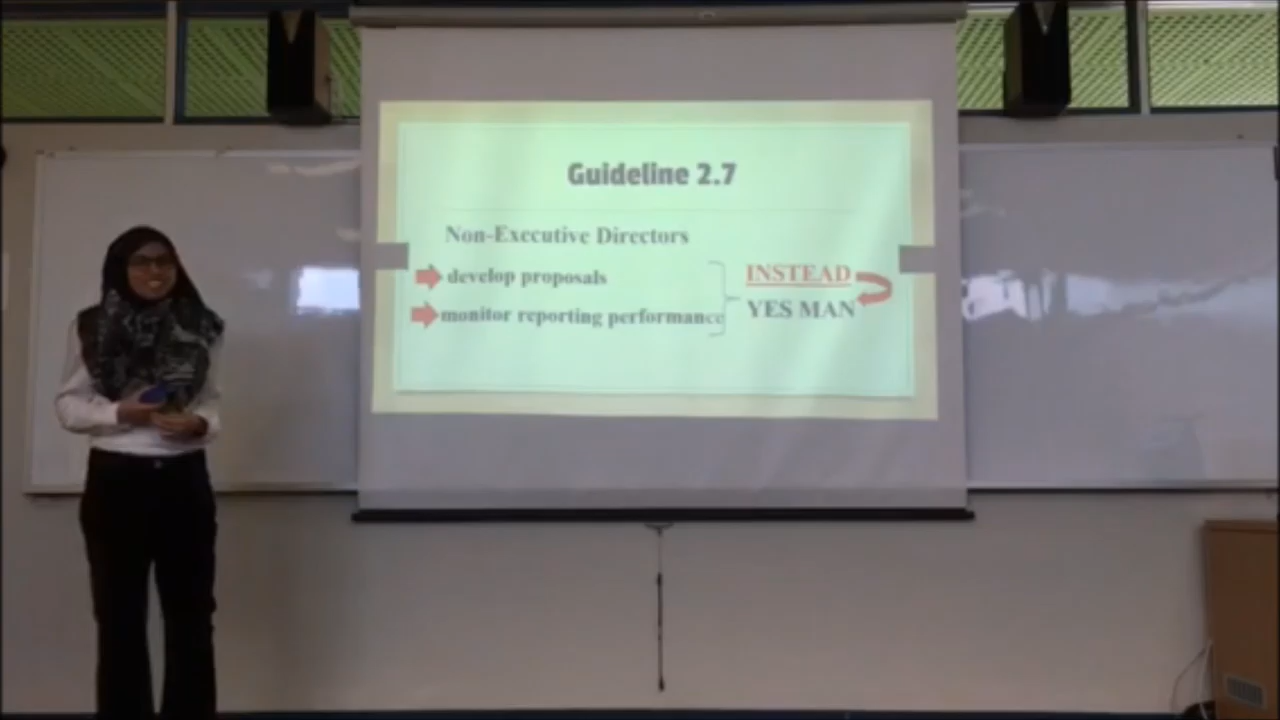 Guideline 2.7
Non-Executive Directors
develop proposals
monitor reporting performance
INSTEAD
YES MAN